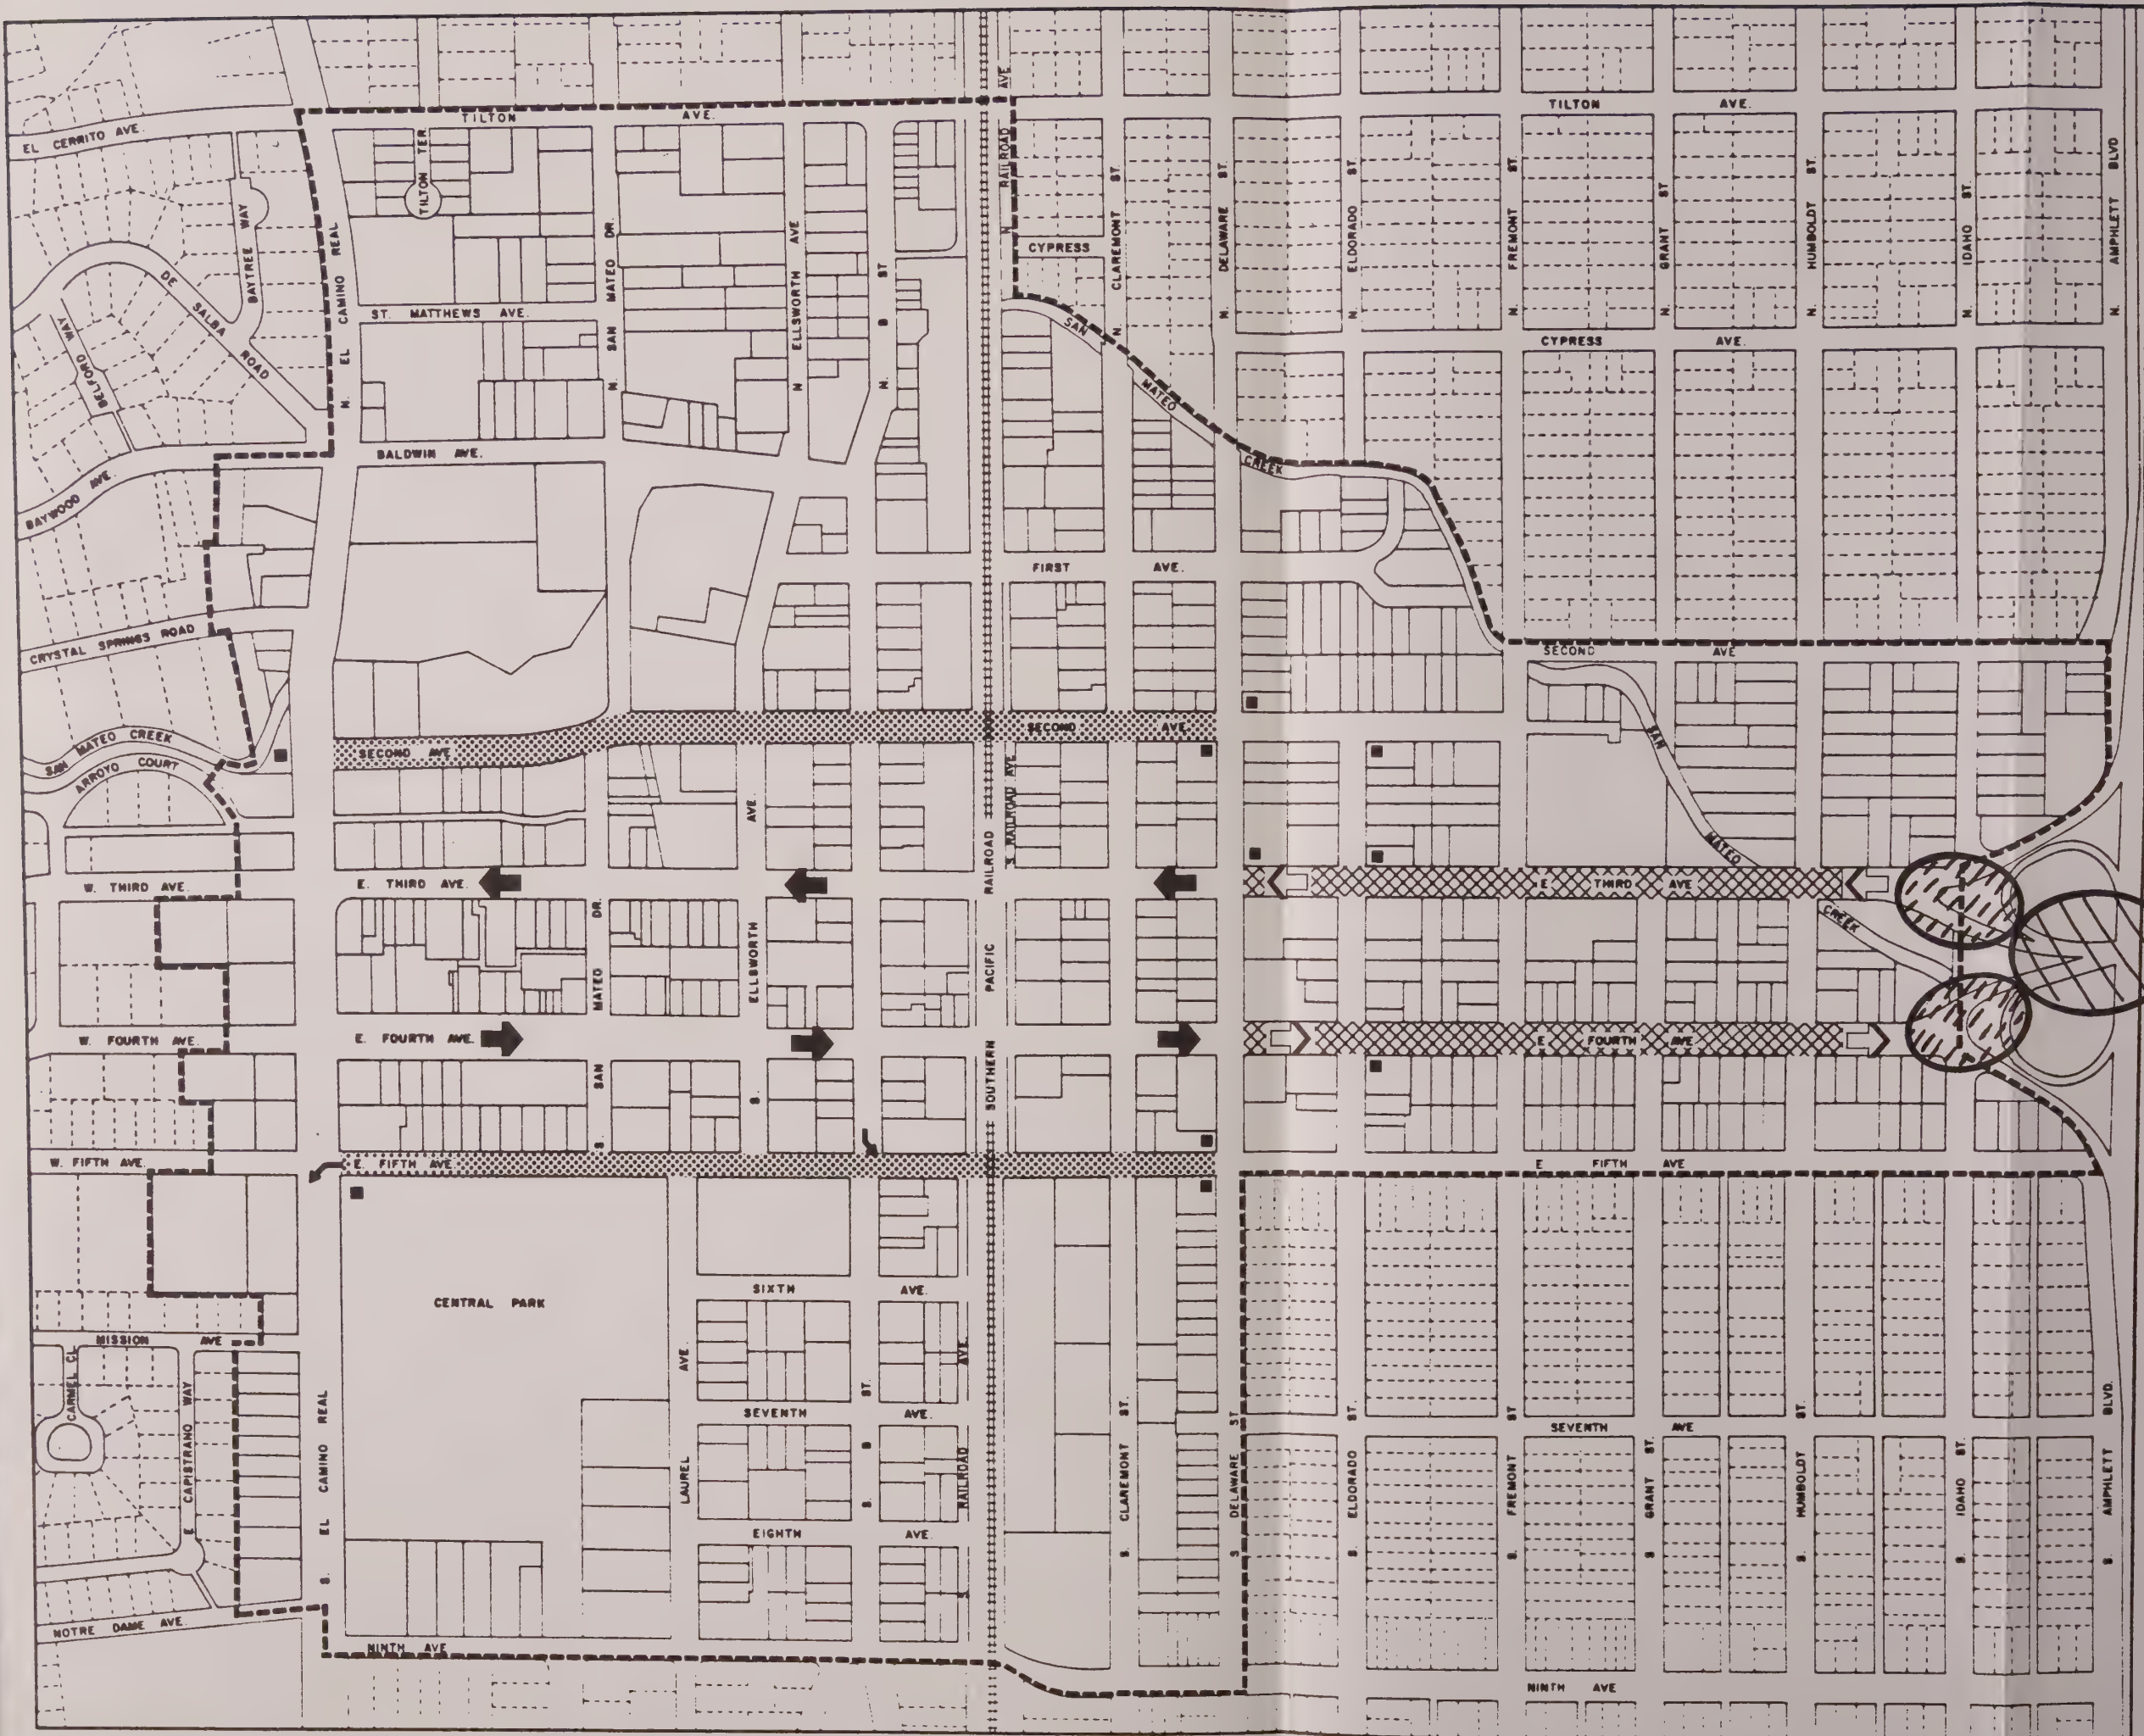 TILTON AVE.
TILTON AVE.
EL CERRITO AVE.
N. RAILROAD AVE
TILTON TER.
BAYTREE WAY
N. EL CAMINO REAL
N. SAN MATEO DR.
N ELLSWORTH AVE
N. B ST
CYPRESS
N. CLAREMONT ST.
N. DELAWARE ST.
N. ELDORADO ST.
N. FREMONT ST.
N. GRANT ST
N. HUMBOLDT ST.
N. IDAHO ST.
N. AMPHLETT BLVD
DE SALBA ROAD
BELFORD WAY
ST. MATTHEWS AVE.
SAN MATEO CREEK
CYPRESS AVE.
BALDWIN AVE.
BAYWOOD AVE.
FIRST AVE.
CRYSTAL SPRINGS ROAD
SECOND AVE
SAN MATEO CREEK
ARROYO COURT
SECOND AVE
SECOND AVE.
SAN MATEO CREEK
S. RAILROAD AVE
SOUTHERN PACIFIC RAILROAD
W. THIRD AVE.
E. THIRD AVE.
E THIRD AVE
S. SAN MATEO DR.
S. ELLSWORTH AVE.
W. FOURTH AVE.
E. FOURTH AVE.
E FOURTH AVE
W. FIFTH AVE.
E. FIFTH AVE
E FIFTH AVE
CENTRAL PARK
SIXTH AVE.
MISSION AVE
CARMEL CL.
E CAPISTRANO WAY
S. EL CAMINO REAL
LAUREL AVE.
S. B ST.
S RAILROAD AVE.
S. CLAREMONT ST.
S DELAWARE ST
S. ELDORADO ST.
S. FREMONT ST
S GRANT ST.
S. HUMBOLDT ST.
S. IDAHO ST.
S. AMPHLETT BLVD.
SEVENTH AVE.
SEVENTH AVE
EIGHTH AVE.
NOTRE DAME AVE.
NINTH AVE
NINTH AVE